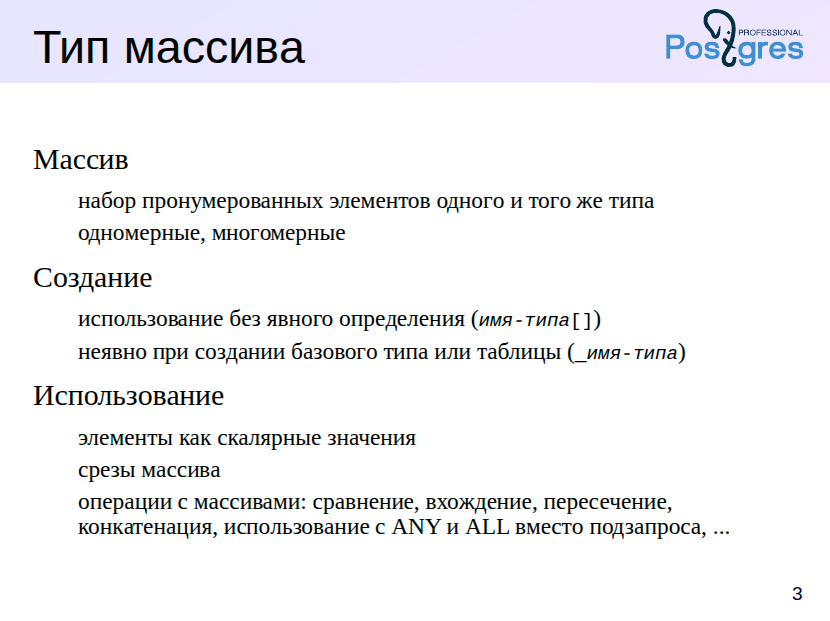 Тип массива
PROFESSIONAL
Postgres
Массив
набор пронумерованных элементов одного и того же типа
одномерные, многомерные
Создание
использование без явного определения (имя-типа[])
неявно при создании базового типа или таблицы (_имя-типа)
Использование
элементы как скалярные значения
срезы массива
операции с массивами: сравнение, вхождение, пересечение,
конкатенация, использование с ANY и ALL вместо подзапроса, ...
3